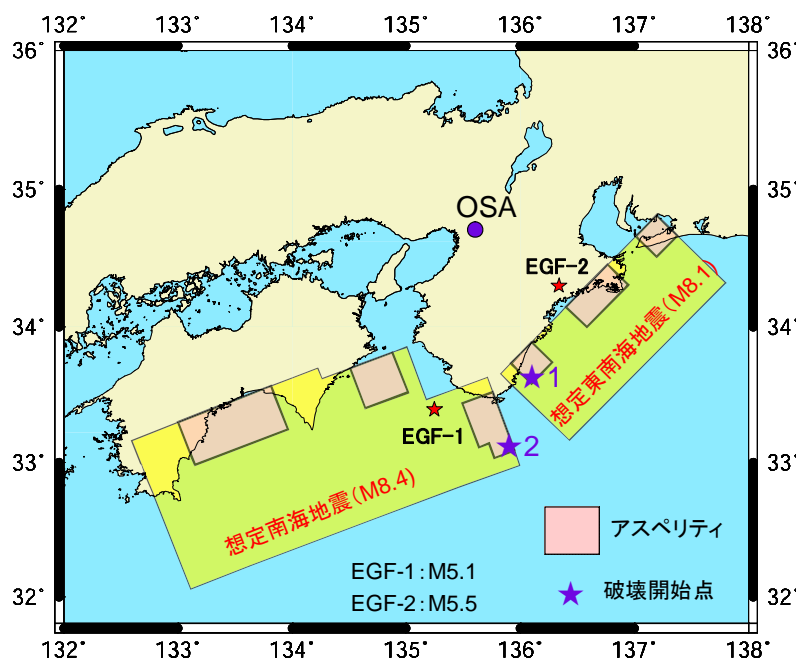 132 133 134 135 136 137 138
36° 36°
35° 35°
OSA
EGF-2
34° 34°
想定東南海地震(M8.1)
1
EGF-1
2
33° 33°
想定南海地震(M8.4)
アスペリティ
EGF-1:M5.1
32° 32°
EGF-2:M5.5
破壊開始点
132 133 134 135 136 137 138